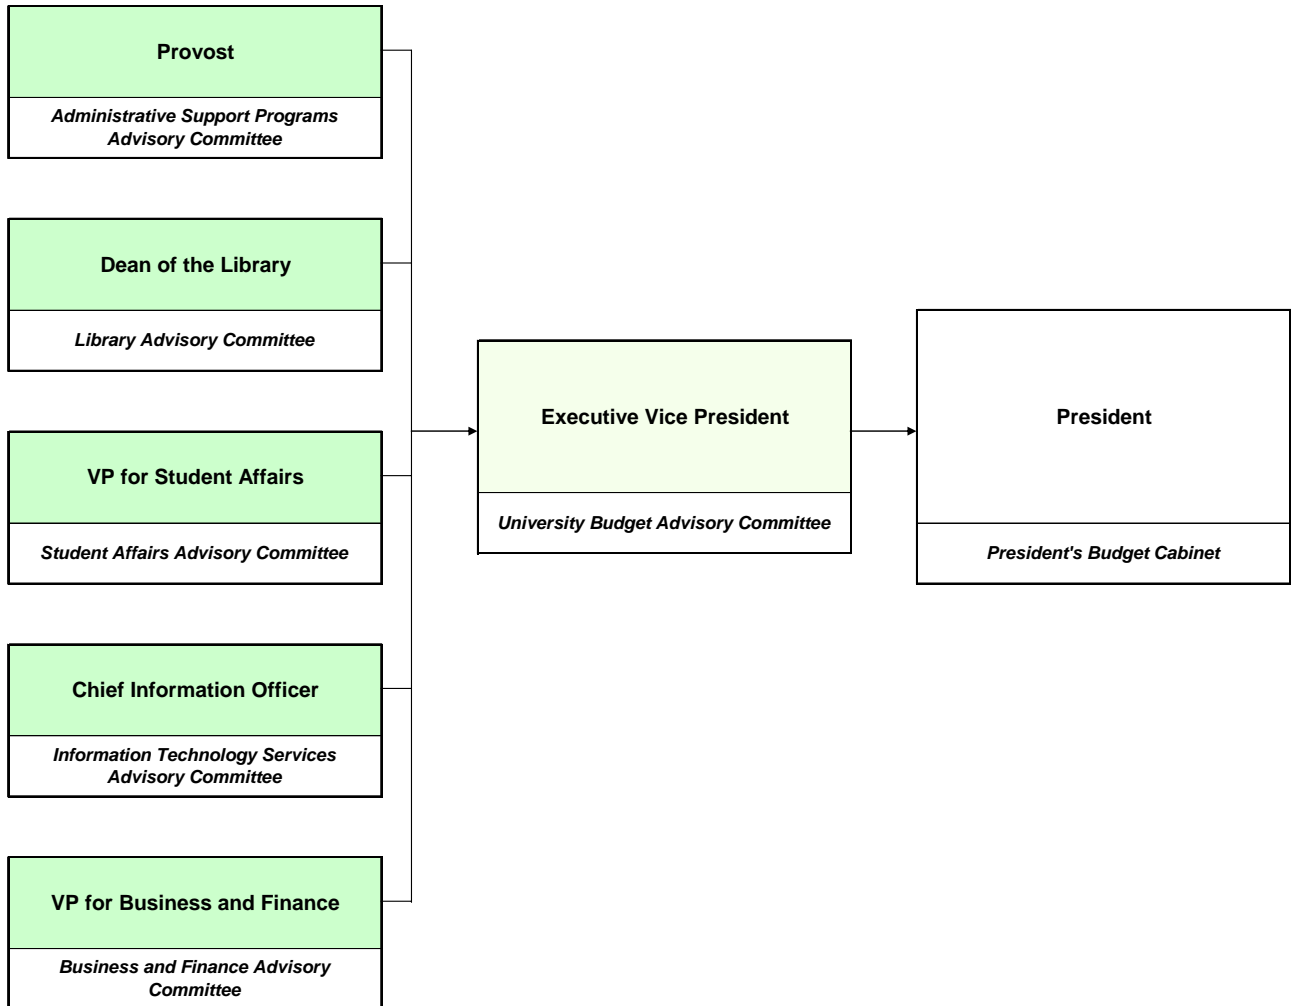 Provost
Administrative Support Programs
Advisory Committee
Dean of the Library
Library Advisory Committee
VP for Student Affairs
Student Affairs Advisory Committee
Chief Information Officer
Information Technology Services
Advisory Committee
VP for Business and Finance
Business and Finance Advisory
Committee
Executive Vice President
University Budget Advisory Committee
President
President's Budget Cabinet